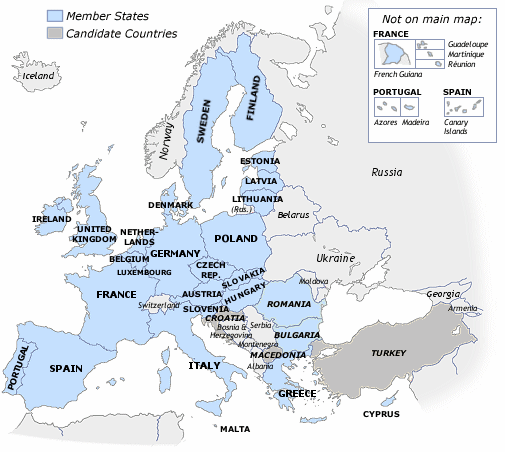 Member States
Candidate Countries
Not on main map:
FRANCE
Guadeloupe
Martinique
Réunion
French Guiana
PORTUGAL
SPAIN
Azores
Madeira
Canary
Islands
Iceland
Norway
SWEDEN
FINLAND
Russia
ESTONIA
LATVIA
LITHUANIA
(Rus.)
Belarus
DENMARK
IRELAND
UNITED
KINGDOM
NETHER-
LANDS
BELGIUM
LUXEMBOURG
GERMANY
POLAND
CZECH
REP.
SLOVAKIA
Ukraine
Moldova
FRANCE
Switzerland
AUSTRIA
HUNGARY
SLOVENIA
CROATIA
ROMANIA
Bosnia &
Herzegovina
Serbia
Montenegro
BULGARIA
MACEDONIA
Albania
Georgia
Armenia
TURKEY
PORTUGAL
SPAIN
ITALY
GREECE
CYPRUS
MALTA